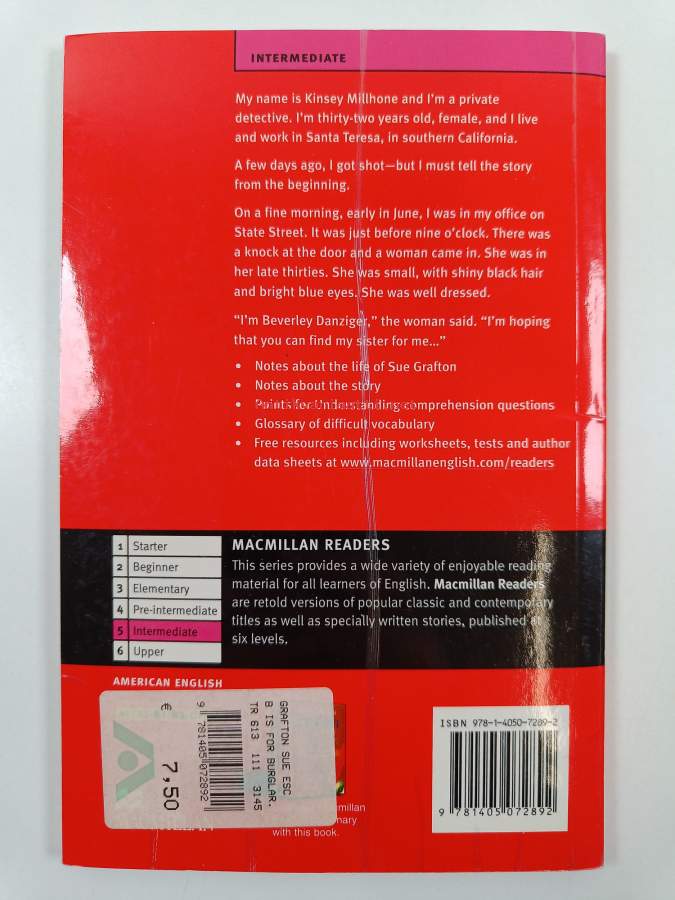 INTERMEDIATE
My name is Kinsey Millhone and I'm a private
detective. I'm thirty-two years old, female, and I live
and work in Santa Teresa, in southern California.
A few days ago, I got shot—but I must tell the story
from the beginning.
On a fine morning, early in June, I was in my office on
State Street. It was just before nine o'clock. There was
a knock at the door and a woman came in. She was in
her late thirties. She was small, with shiny black hair
and bright blue eyes. She was well dressed.
"I'm Beverley Danziger," the woman said. "I'm hoping
that you can find my sister for me..."
• Notes about the life of Sue Grafton
• Notes about the story
• Points for Understanding comprehension questions
• Glossary of difficult vocabulary
• Free resources including worksheets, tests and author
data sheets at www.macmillanenglish.com/readers
1 Starter
2 Beginner
3 Elementary
4 Pre-intermediate
5 Intermediate
6 Upper
MACMILLAN READERS
This series provides a wide variety of enjoyable reading
material for all learners of English. Macmillan Readers
are retold versions of popular classic and contemporary
titles as well as specially written stories, published at
six levels.
AMERICAN ENGLISH
GRAFTON SUE ESC
B IS FOR BURGLAR.
TR 613 111 3145
9 781405 072892
€ 7,50
with this book.
ISBN 978-1-4050-7289-2
9 781405 072892